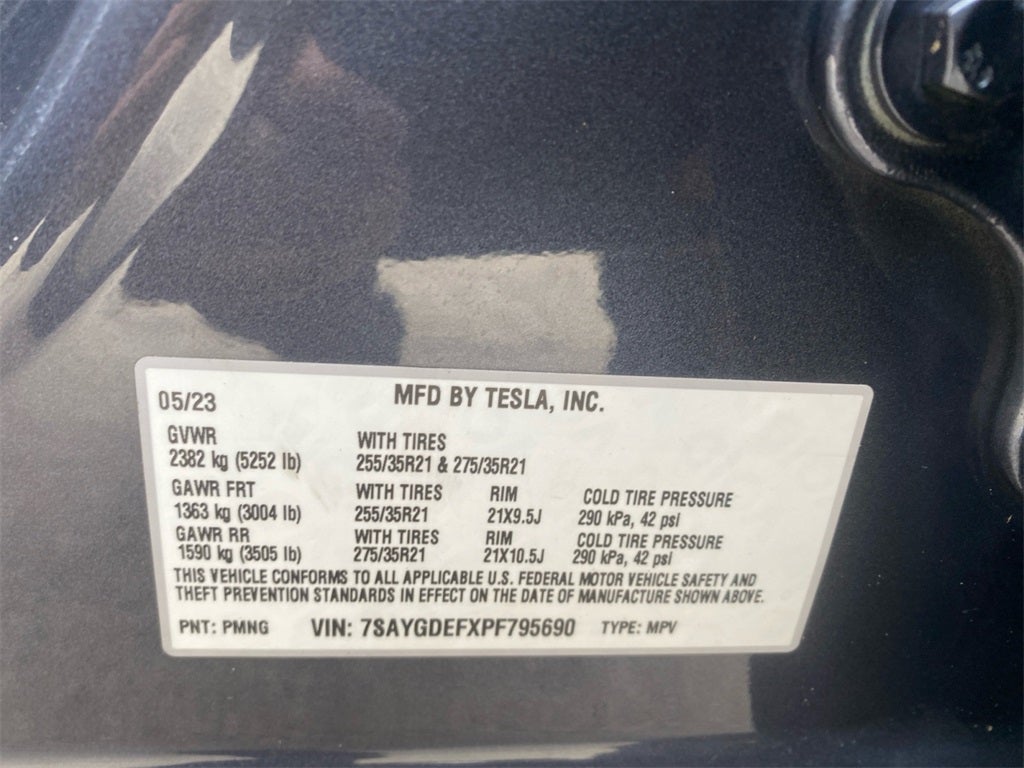 05/23 MFD BY TESLA, INC.
GVWR WITH TIRES
2382 kg (5252 lb) 255/35R21 & 275/35R21
GAWR FRT WITH TIRES RIM COLD TIRE PRESSURE
1363 kg (3004 lb) 255/35R21 21X9.5J 290 kPa, 42 psi
GAWR RR WITH TIRES RIM COLD TIRE PRESSURE
1590 kg (3505 lb) 275/35R21 21X10.5J 290 kPa, 42 psi
THIS VEHICLE CONFORMS TO ALL APPLICABLE U.S. FEDERAL MOTOR VEHICLE SAFETY AND
THEFT PREVENTION STANDARDS IN EFFECT ON THE DATE OF MANUFACTURE SHOWN ABOVE.
PNT: PMNG VIN: 7SAYGDEFXPF795690 TYPE: MPV